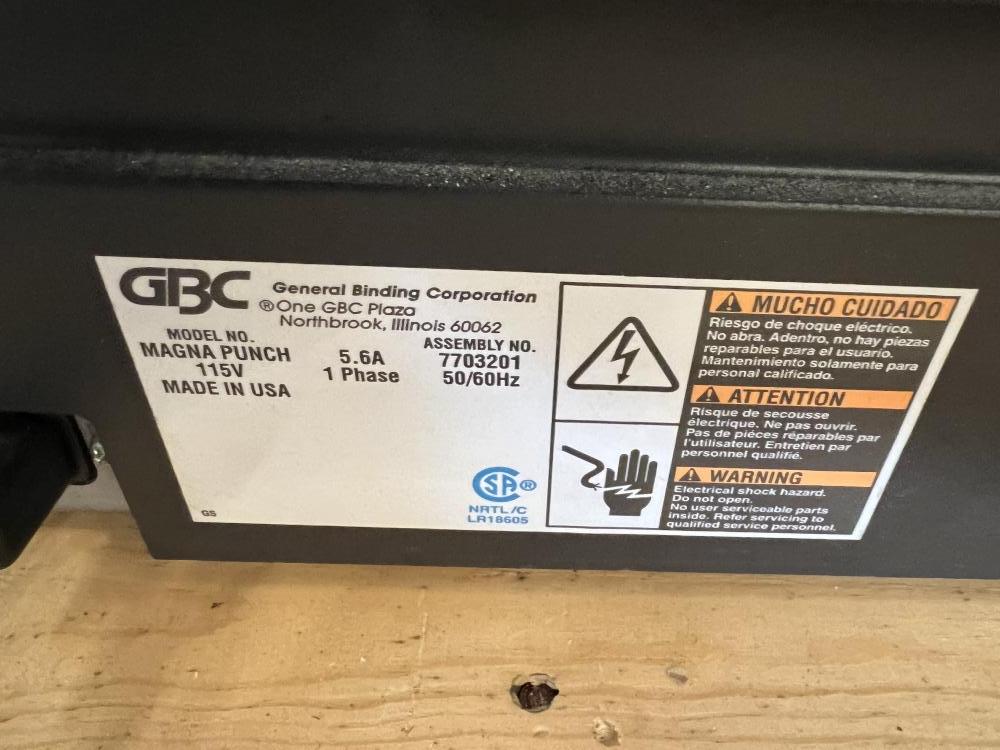 GBC
General Binding Corporation
® One GBC Plaza
Northbrook, Illinois 60062
MODEL NO.
MAGNA PUNCH
115V
MADE IN USA
5.6A
1 Phase
ASSEMBLY NO.
7703201
50/60Hz
GS
SA ®
NRTL/C
LR18605
MUCHO CUIDADO
Riesgo de choque eléctrico.
No abra. Adentro, no hay piezas
reparables para el usuario.
Mantenimiento solamente para
personal calificado.
ATTENTION
Risque de secousse
électrique. Ne pas ouvrir.
Pas de piéces réparables par
l'utilisateur. Entretien par
personnel qualifié.
WARNING
Electrical shock hazard.
Do not open.
No user serviceable parts
inside. Refer servicing to
qualified service personnel.